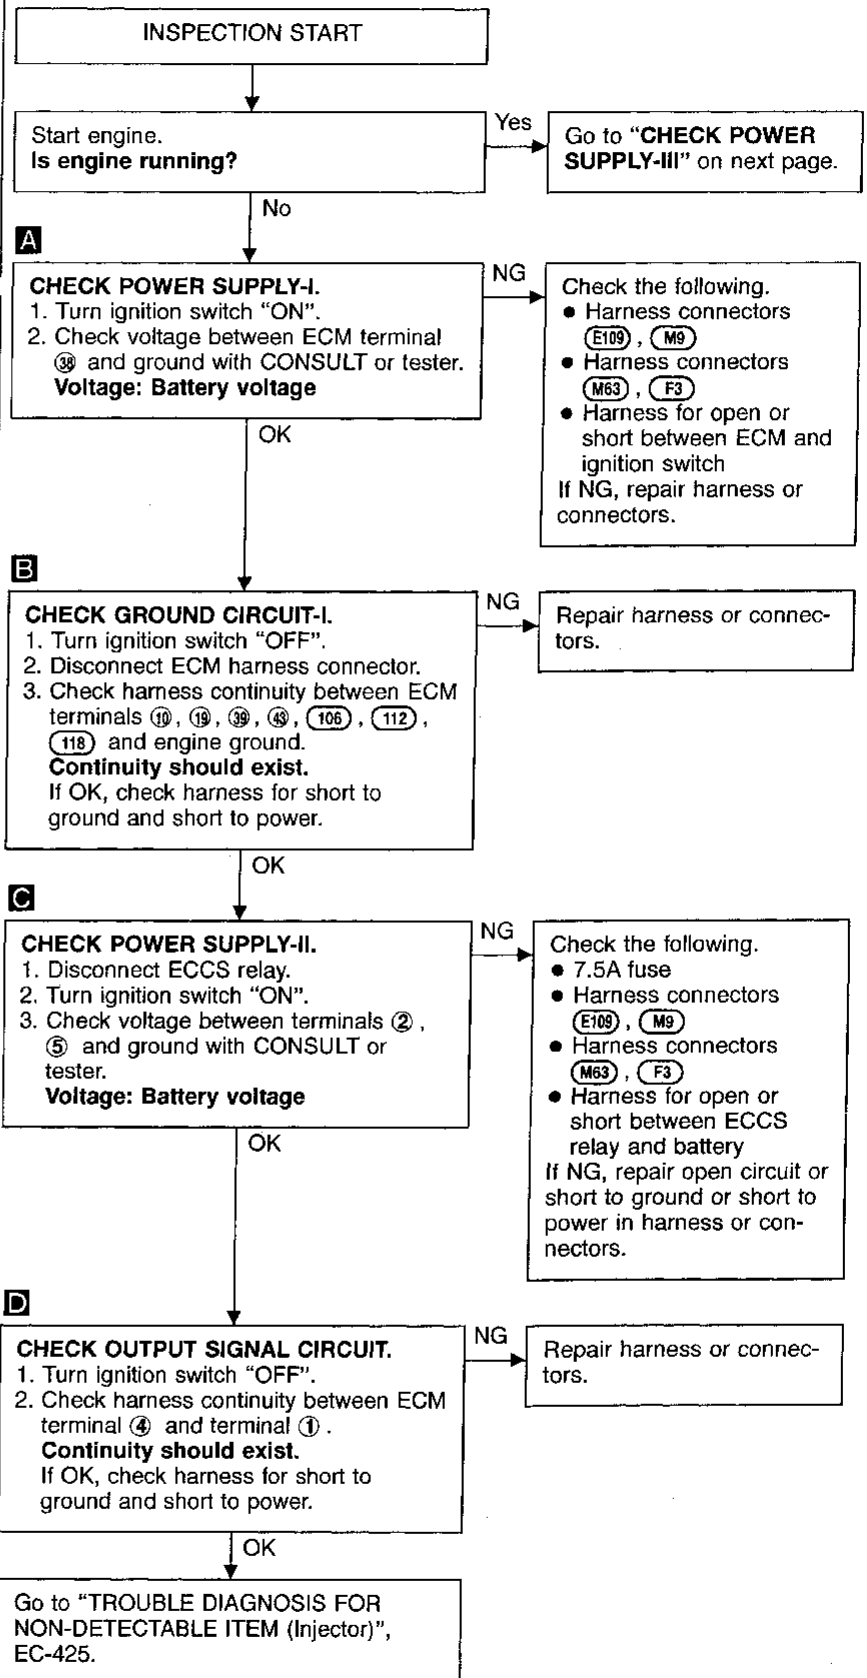 INSPECTION START
Start engine.
Is engine running?
Yes
Go to “CHECK POWER
SUPPLY-III” on next page.
No
A
CHECK POWER SUPPLY-I.
1. Turn ignition switch “ON”.
2. Check voltage between ECM terminal
38 and ground with CONSULT or tester.
Voltage: Battery voltage
NG
Check the following.
● Harness connectors
E109, M9
● Harness connectors
M63, F3
● Harness for open or
short between ECM and
ignition switch
If NG, repair harness or
connectors.
OK
B
CHECK GROUND CIRCUIT-I.
1. Turn ignition switch “OFF”.
2. Disconnect ECM harness connector.
3. Check harness continuity between ECM
terminals ⑩, ⑲, 39, 43, 106, 112,
118 and engine ground.
Continuity should exist.
If OK, check harness for short to
ground and short to power.
NG
Repair harness or connec-
tors.
OK
C
CHECK POWER SUPPLY-II.
1. Disconnect ECCS relay.
2. Turn ignition switch “ON”.
3. Check voltage between terminals ②,
⑤ and ground with CONSULT or
tester.
Voltage: Battery voltage
NG
Check the following.
● 7.5A fuse
● Harness connectors
E109, M9
● Harness connectors
M63, F3
● Harness for open or
short between ECCS
relay and battery
If NG, repair open circuit or
short to ground or short to
power in harness or con-
nectors.
OK
D
CHECK OUTPUT SIGNAL CIRCUIT.
1. Turn ignition switch “OFF”.
2. Check harness continuity between ECM
terminal ④ and terminal ①.
Continuity should exist.
If OK, check harness for short to
ground and short to power.
NG
Repair harness or connec-
tors.
OK
Go to “TROUBLE DIAGNOSIS FOR
NON-DETECTABLE ITEM (Injector)”,
EC-425.